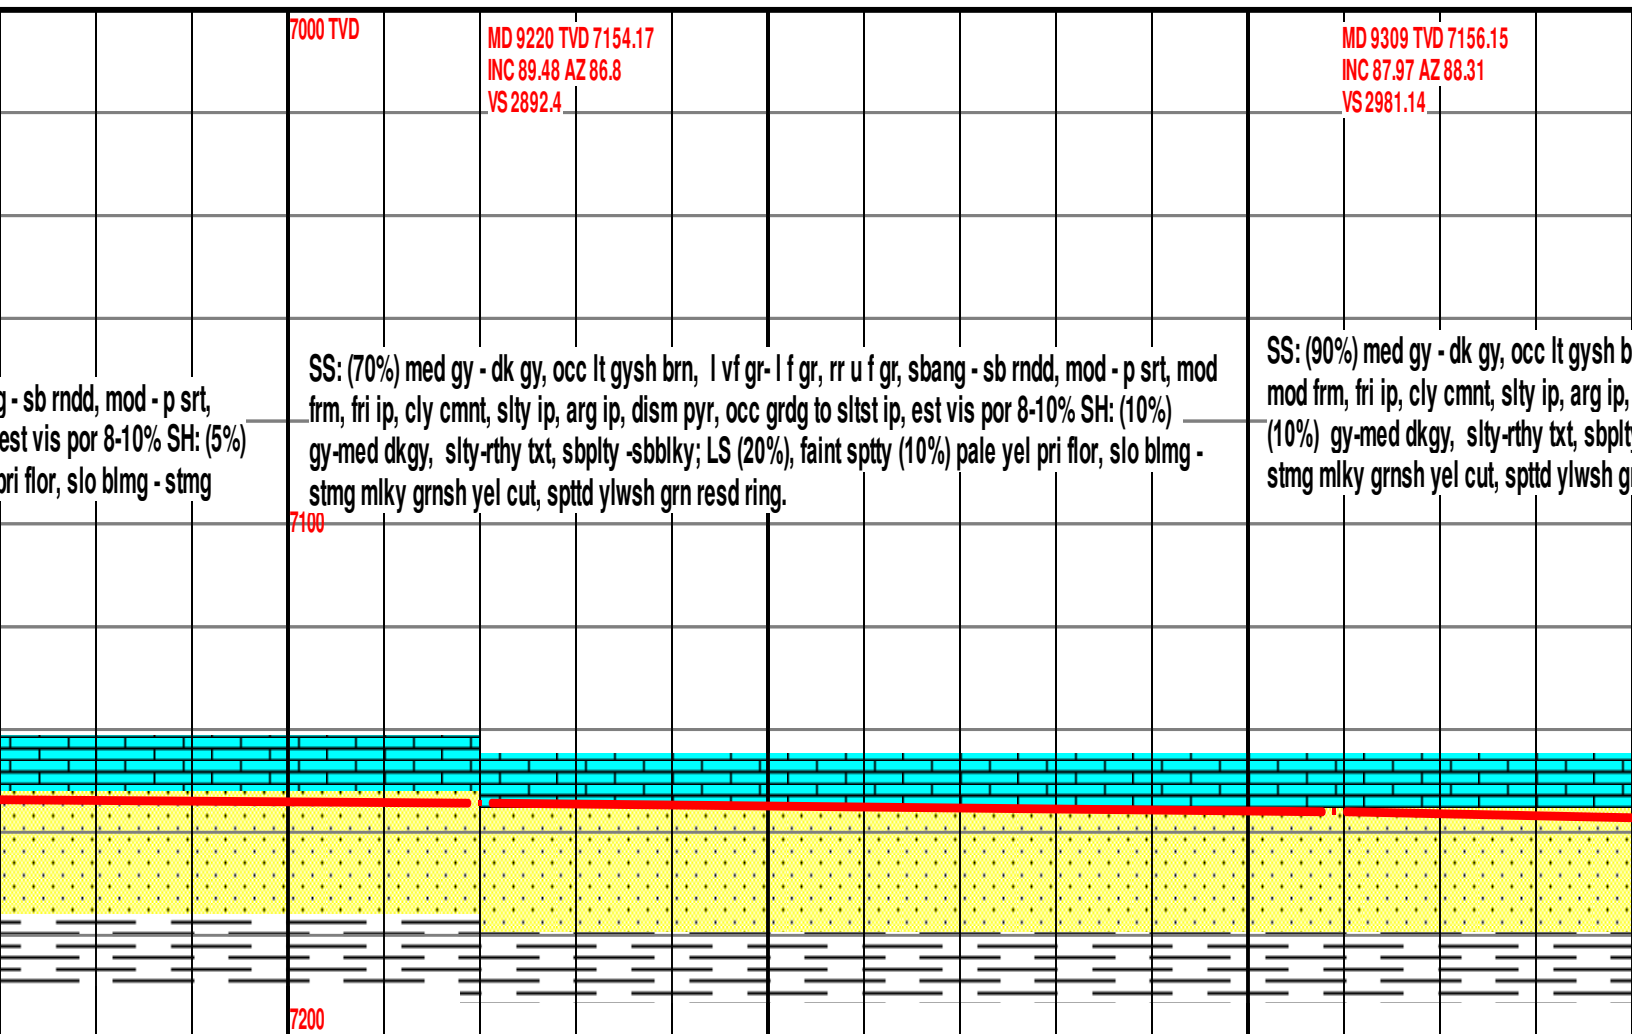 7000 TVD
MD 9220 TVD 7154.17
INC 89.48 AZ 86.8
VS 2892.4
MD 9309 TVD 7156.15
INC 87.97 AZ 88.31
VS 2981.14
g - sb rndd, mod - p srt,
est vis por 8-10% SH: (5%)
pri flor, slo blmg - stmg
SS: (70%) med gy - dk gy, occ lt gysh brn, l vf gr- l f gr, rr u f gr, sbang - sb rndd, mod - p srt, mod
frm, fri ip, cly cmnt, slty ip, arg ip, dism pyr, occ grdg to sltst ip, est vis por 8-10% SH: (10%)
gy-med dkgy, slty-rthy txt, sbplty -sbblky; LS (20%), faint sptty (10%) pale yel pri flor, slo blmg -
stmg mlky grnsh yel cut, spttd ylwsh grn resd ring.
SS: (90%) med gy - dk gy, occ lt gysh b
mod frm, fri ip, cly cmnt, slty ip, arg ip,
(10%) gy-med dkgy, slty-rthy txt, sbplty
stmg mlky grnsh yel cut, spttd ylwsh g
7100
7200